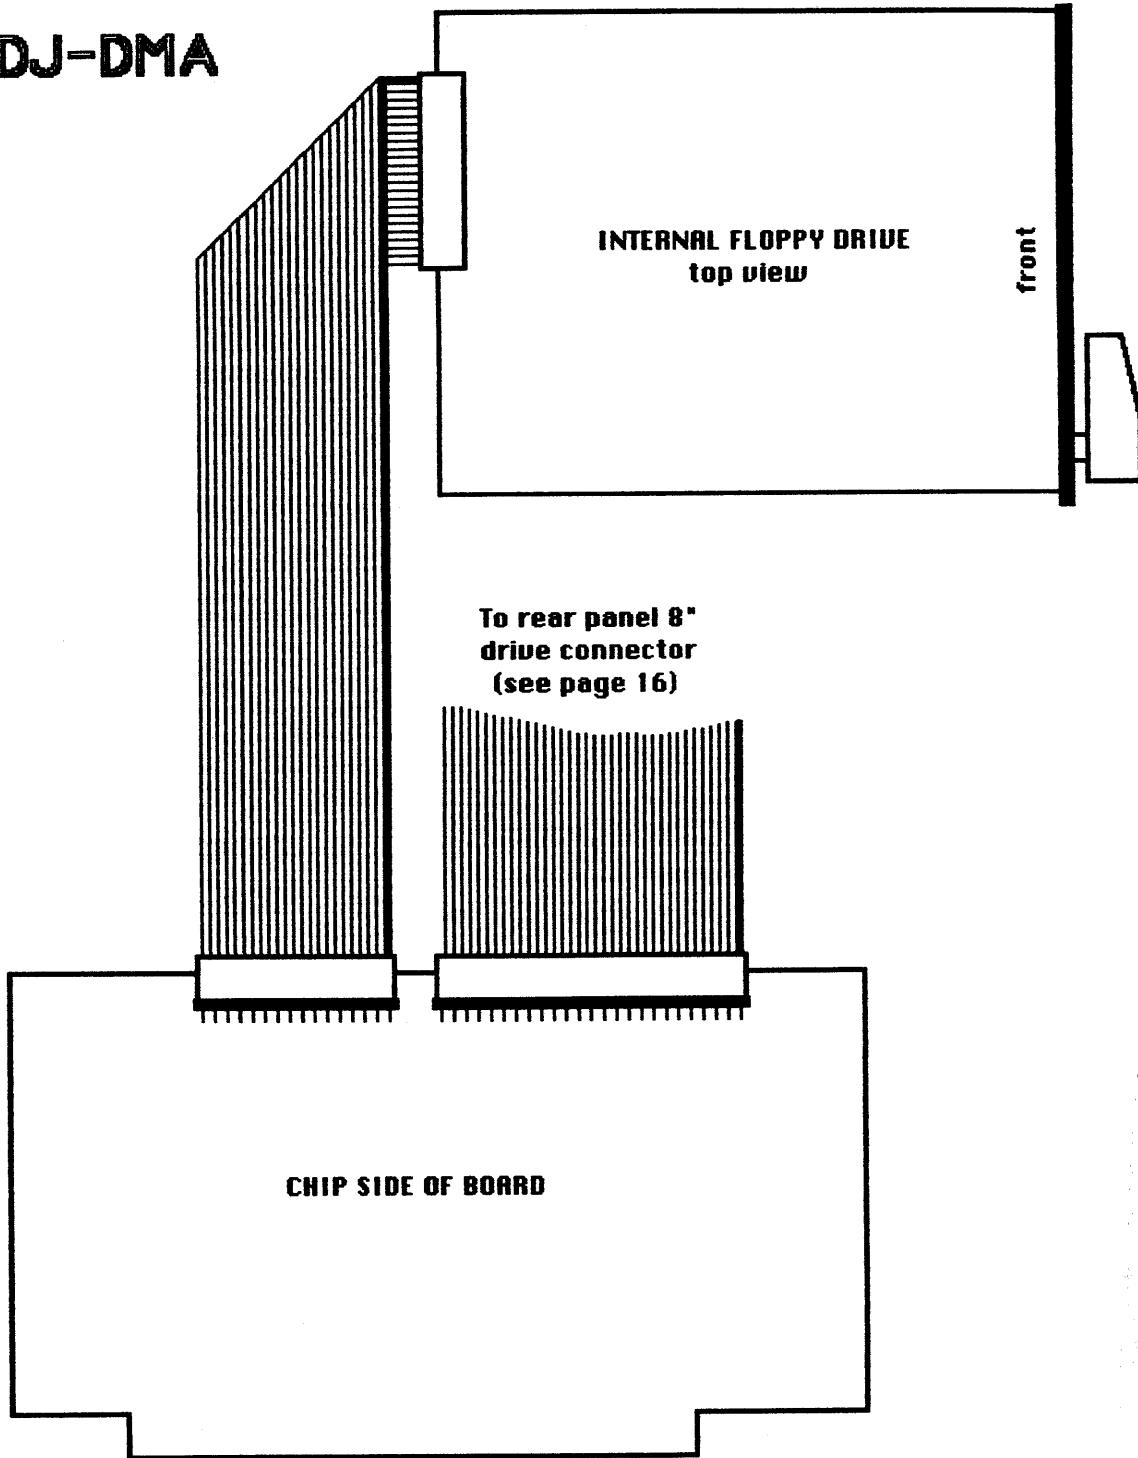 DJ-DMA
INTERNAL FLOPPY DRIVE
top view
front
To rear panel 8"
drive connector
(see page 16)
CHIP SIDE OF BOARD